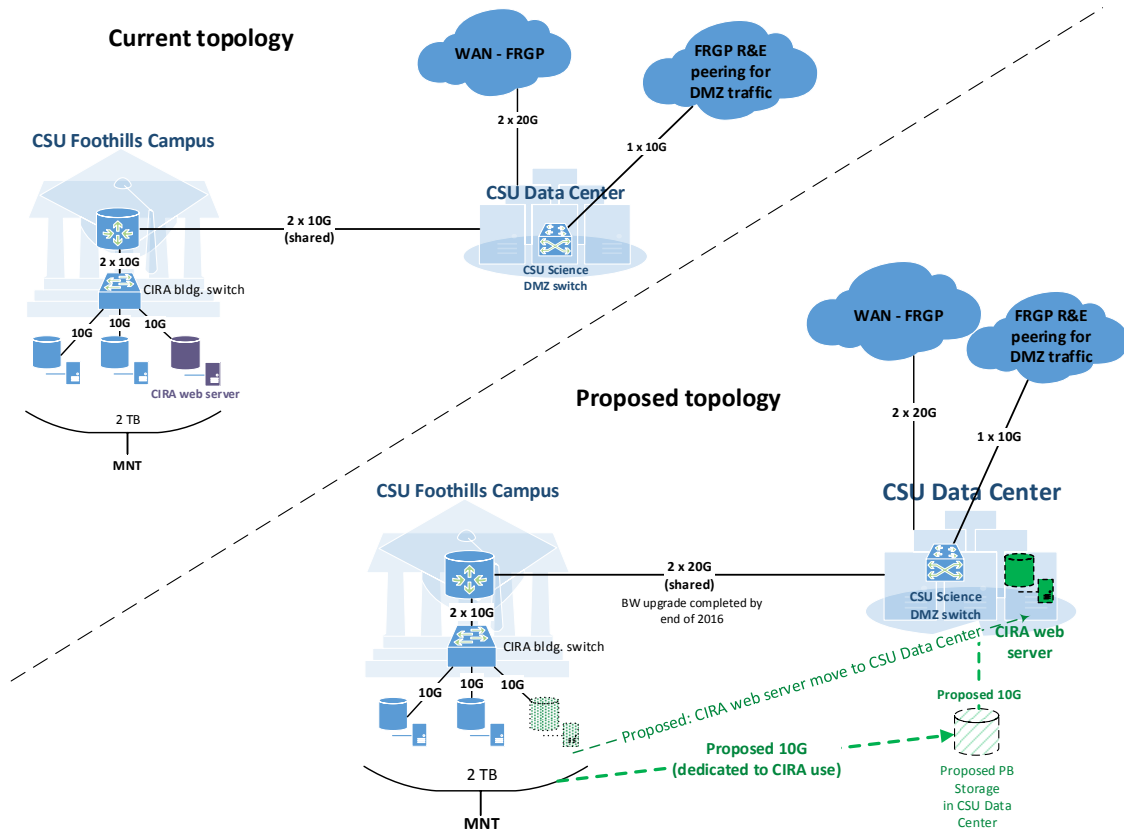 Current topology
WAN - FRGP
FRGP R&E
peering for
DMZ traffic
2 x 20G
1 x 10G
CSU Foothills Campus
CSU Data Center
2 x 10G
(shared)
CSU Science
DMZ switch
2 x 10G
CIRA bldg. switch
10G
10G
10G
CIRA web server
2 TB
MNT
Proposed topology
WAN - FRGP
FRGP R&E
peering for
DMZ traffic
2 x 20G
1 x 10G
CSU Foothills Campus
CSU Data Center
2 x 20G
(shared)
BW upgrade completed by
end of 2016
CSU Science
DMZ switch
CIRA web
server
2 x 10G
CIRA bldg. switch
10G
10G
10G
Proposed: CIRA web server move to CSU Data Center
Proposed 10G
Proposed 10G
(dedicated to CIRA use)
2 TB
MNT
Proposed PB
Storage
in CSU Data
Center